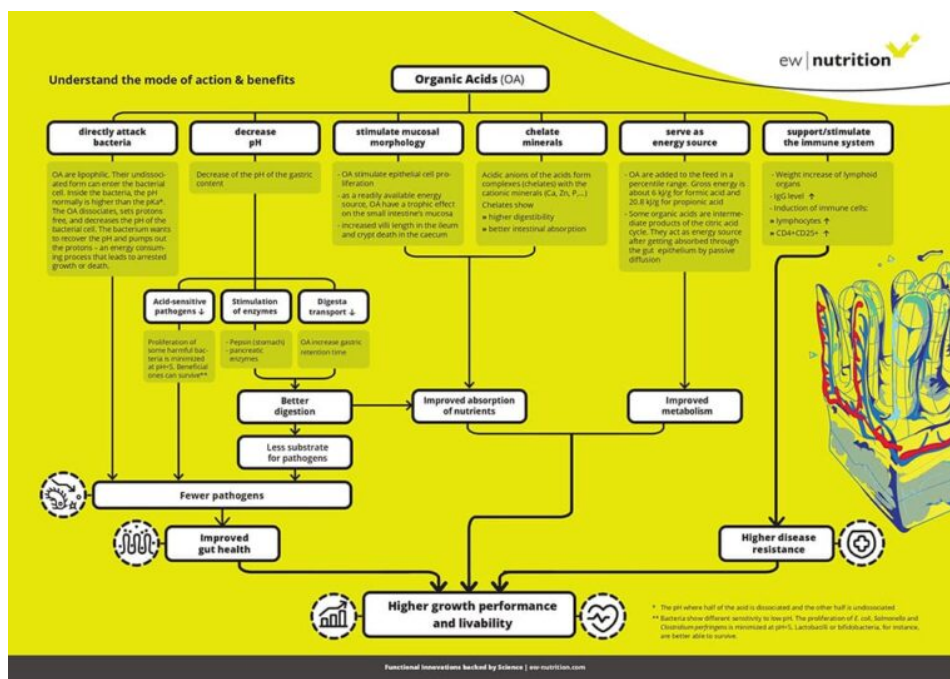 ew | nutrition
Understand the mode of action & benefits
Organic Acids (OA)
directly attack
bacteria
OA are lipophilic. Their undissoci-
ated form can enter the bacterial
cell. Inside the bacteria, the pH
normally is higher than the pKa*.
The OA dissociates, sets protons
free, and decreases the pH of the
bacterial cell. The bacterium wants
to recover the pH and pumps out
the protons – an energy consum-
ing process that leads to arrested
growth or death.
decrease
pH
Decrease of the pH of the gastric
content
stimulate mucosal
morphology
- OA stimulate epithelial cell pro-
liferation
- as a readily available energy
source, OA have a trophic effect
on the small intestine's mucosa
- increased villi length in the ileum
and crypt death in the caecum
chelate
minerals
Acidic anions of the acids form
complexes (chelates) with the
cationic minerals (Ca, Zn, P,...)
Chelates show
» higher digestibility
» better intestinal absorption
serve as
energy source
- OA are added to the feed in a
percentage range. Gross energy is
about 6 kJ/g for formic acid and
20.8 kJ/g for propionic acid
- Some organic acids are interme-
diate products of the citric acid
cycle. They act as energy source
after getting absorbed through
the gut epithelium by passive
diffusion
support/stimulate
the immune system
- Weight increase of lymphoid
organs
- IgG level ↑
- Induction of immune cells:
» lymphocytes ↑
» CD4+CD25+ ↑
Acid-sensitive
pathogens ↓
Proliferation of
some harmful bac-
teria is minimized
at pH<5. Beneficial
ones can survive**
Stimulation
of enzymes
- Pepsin (stomach)
- pancreatic
enzymes
Digesta
transport ↓
OA increase gastric
retention time
Better
digestion
Improved absorption
of nutrients
Improved
metabolism
Less substrate
for pathogens
Fewer pathogens
Improved
gut health
Higher disease
resistance
Higher growth performance
and livability
* The pH where half of the acid is dissociated and the other half is undissociated
** Bacteria show different sensitivity to low pH. The proliferation of E. coli, Salmonella and
Clostridium perfringens is minimized at pH<5, Lactobacilli or bifidobacteria, for instance,
are better able to survive.
Functional Innovations backed by Science | ew-nutrition.com